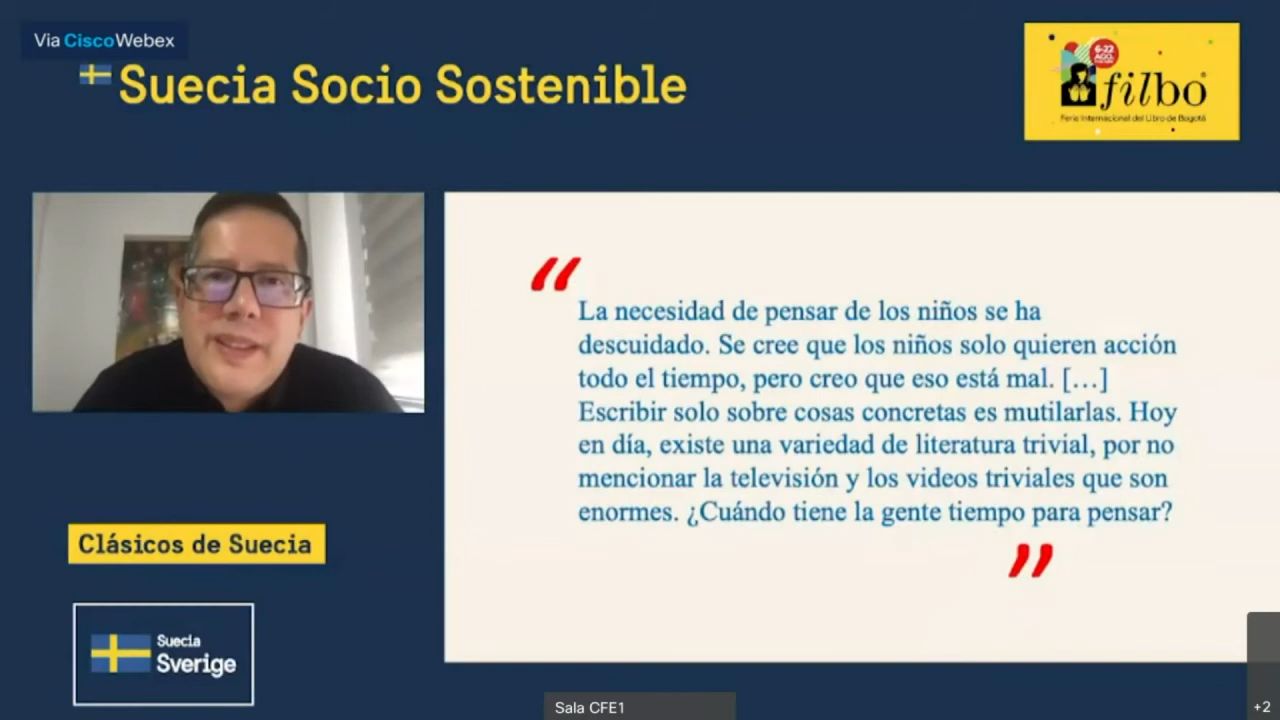 Via CiscoWebex
Suecia Socio Sostenible
6-22
AGO.
filbo
Feria Internacional del Libro de Bogotá
“
La necesidad de pensar de los niños se ha
descuidado. Se cree que los niños solo quieren acción
todo el tiempo, pero creo que eso está mal. […]
Escribir solo sobre cosas concretas es mutilarlas. Hoy
en día, existe una variedad de literatura trivial, por no
mencionar la televisión y los videos triviales que son
enormes. ¿Cuándo tiene la gente tiempo para pensar?
”
Clásicos de Suecia
Suecia
Sverige
Sala CFE1
+2